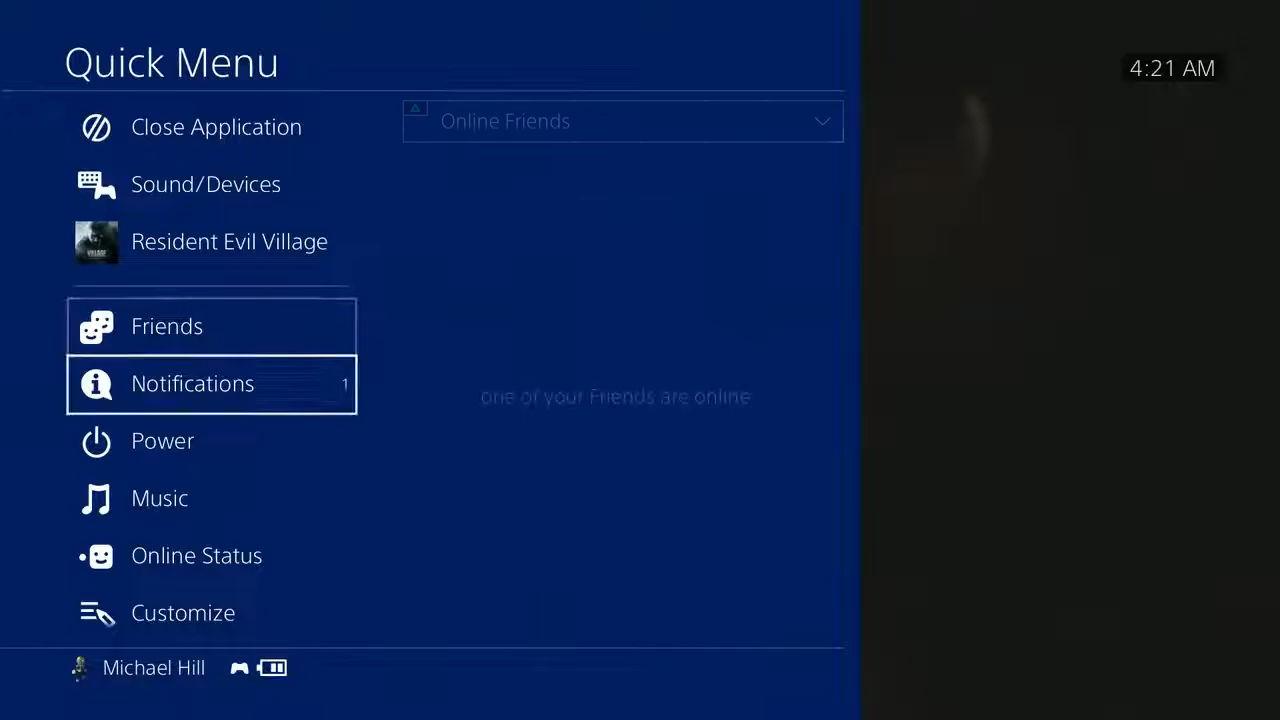 Quick Menu
4:21 AM
Close Application
Online Friends
Sound/Devices
Resident Evil Village
VILLAGE
Friends
Notifications 1
one of your Friends are online
Power
Music
Online Status
Customize
Michael Hill